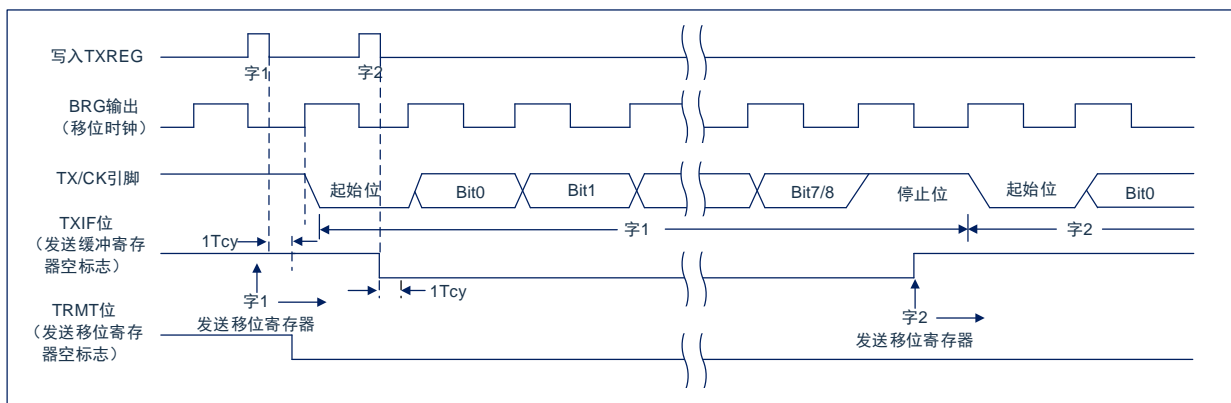 写入TXREG
字1
字2
BRG输出
（移位时钟）
TX/CK引脚
起始位
Bit0
Bit1
Bit7/8
停止位
起始位
Bit0
TXIF位
（发送缓冲寄存
器空标志）
1Tcy
字1
字2
1Tcy
字1
发送移位寄存器
字2
发送移位寄存器
TRMT位
（发送移位寄存
器空标志）